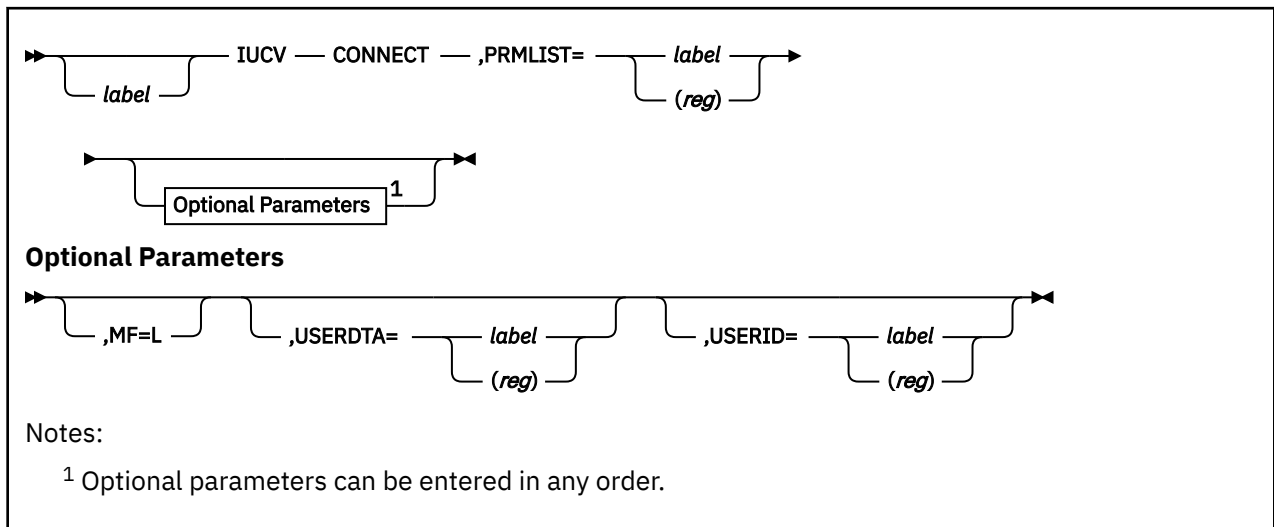 IUCV CONNECT ,PRMLIST= label
label (reg)
Optional Parameters 1
Optional Parameters
,MF=L ,USERDTA= label ,USERID= label
(reg) (reg)
Notes:
1 Optional parameters can be entered in any order.